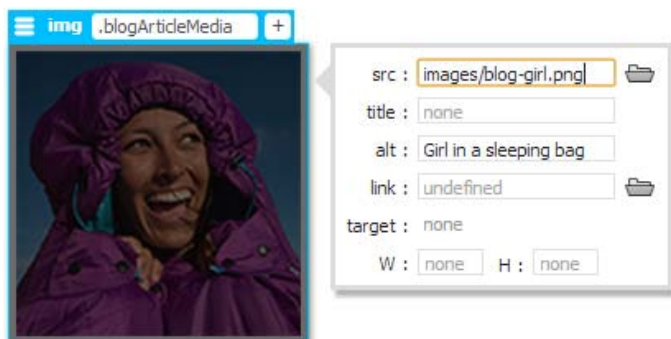 img .blogArticleMedia +
src : images/blog-girl.png
title : none
alt : Girl in a sleeping bag
link : undefined
target : none
W : none H : none